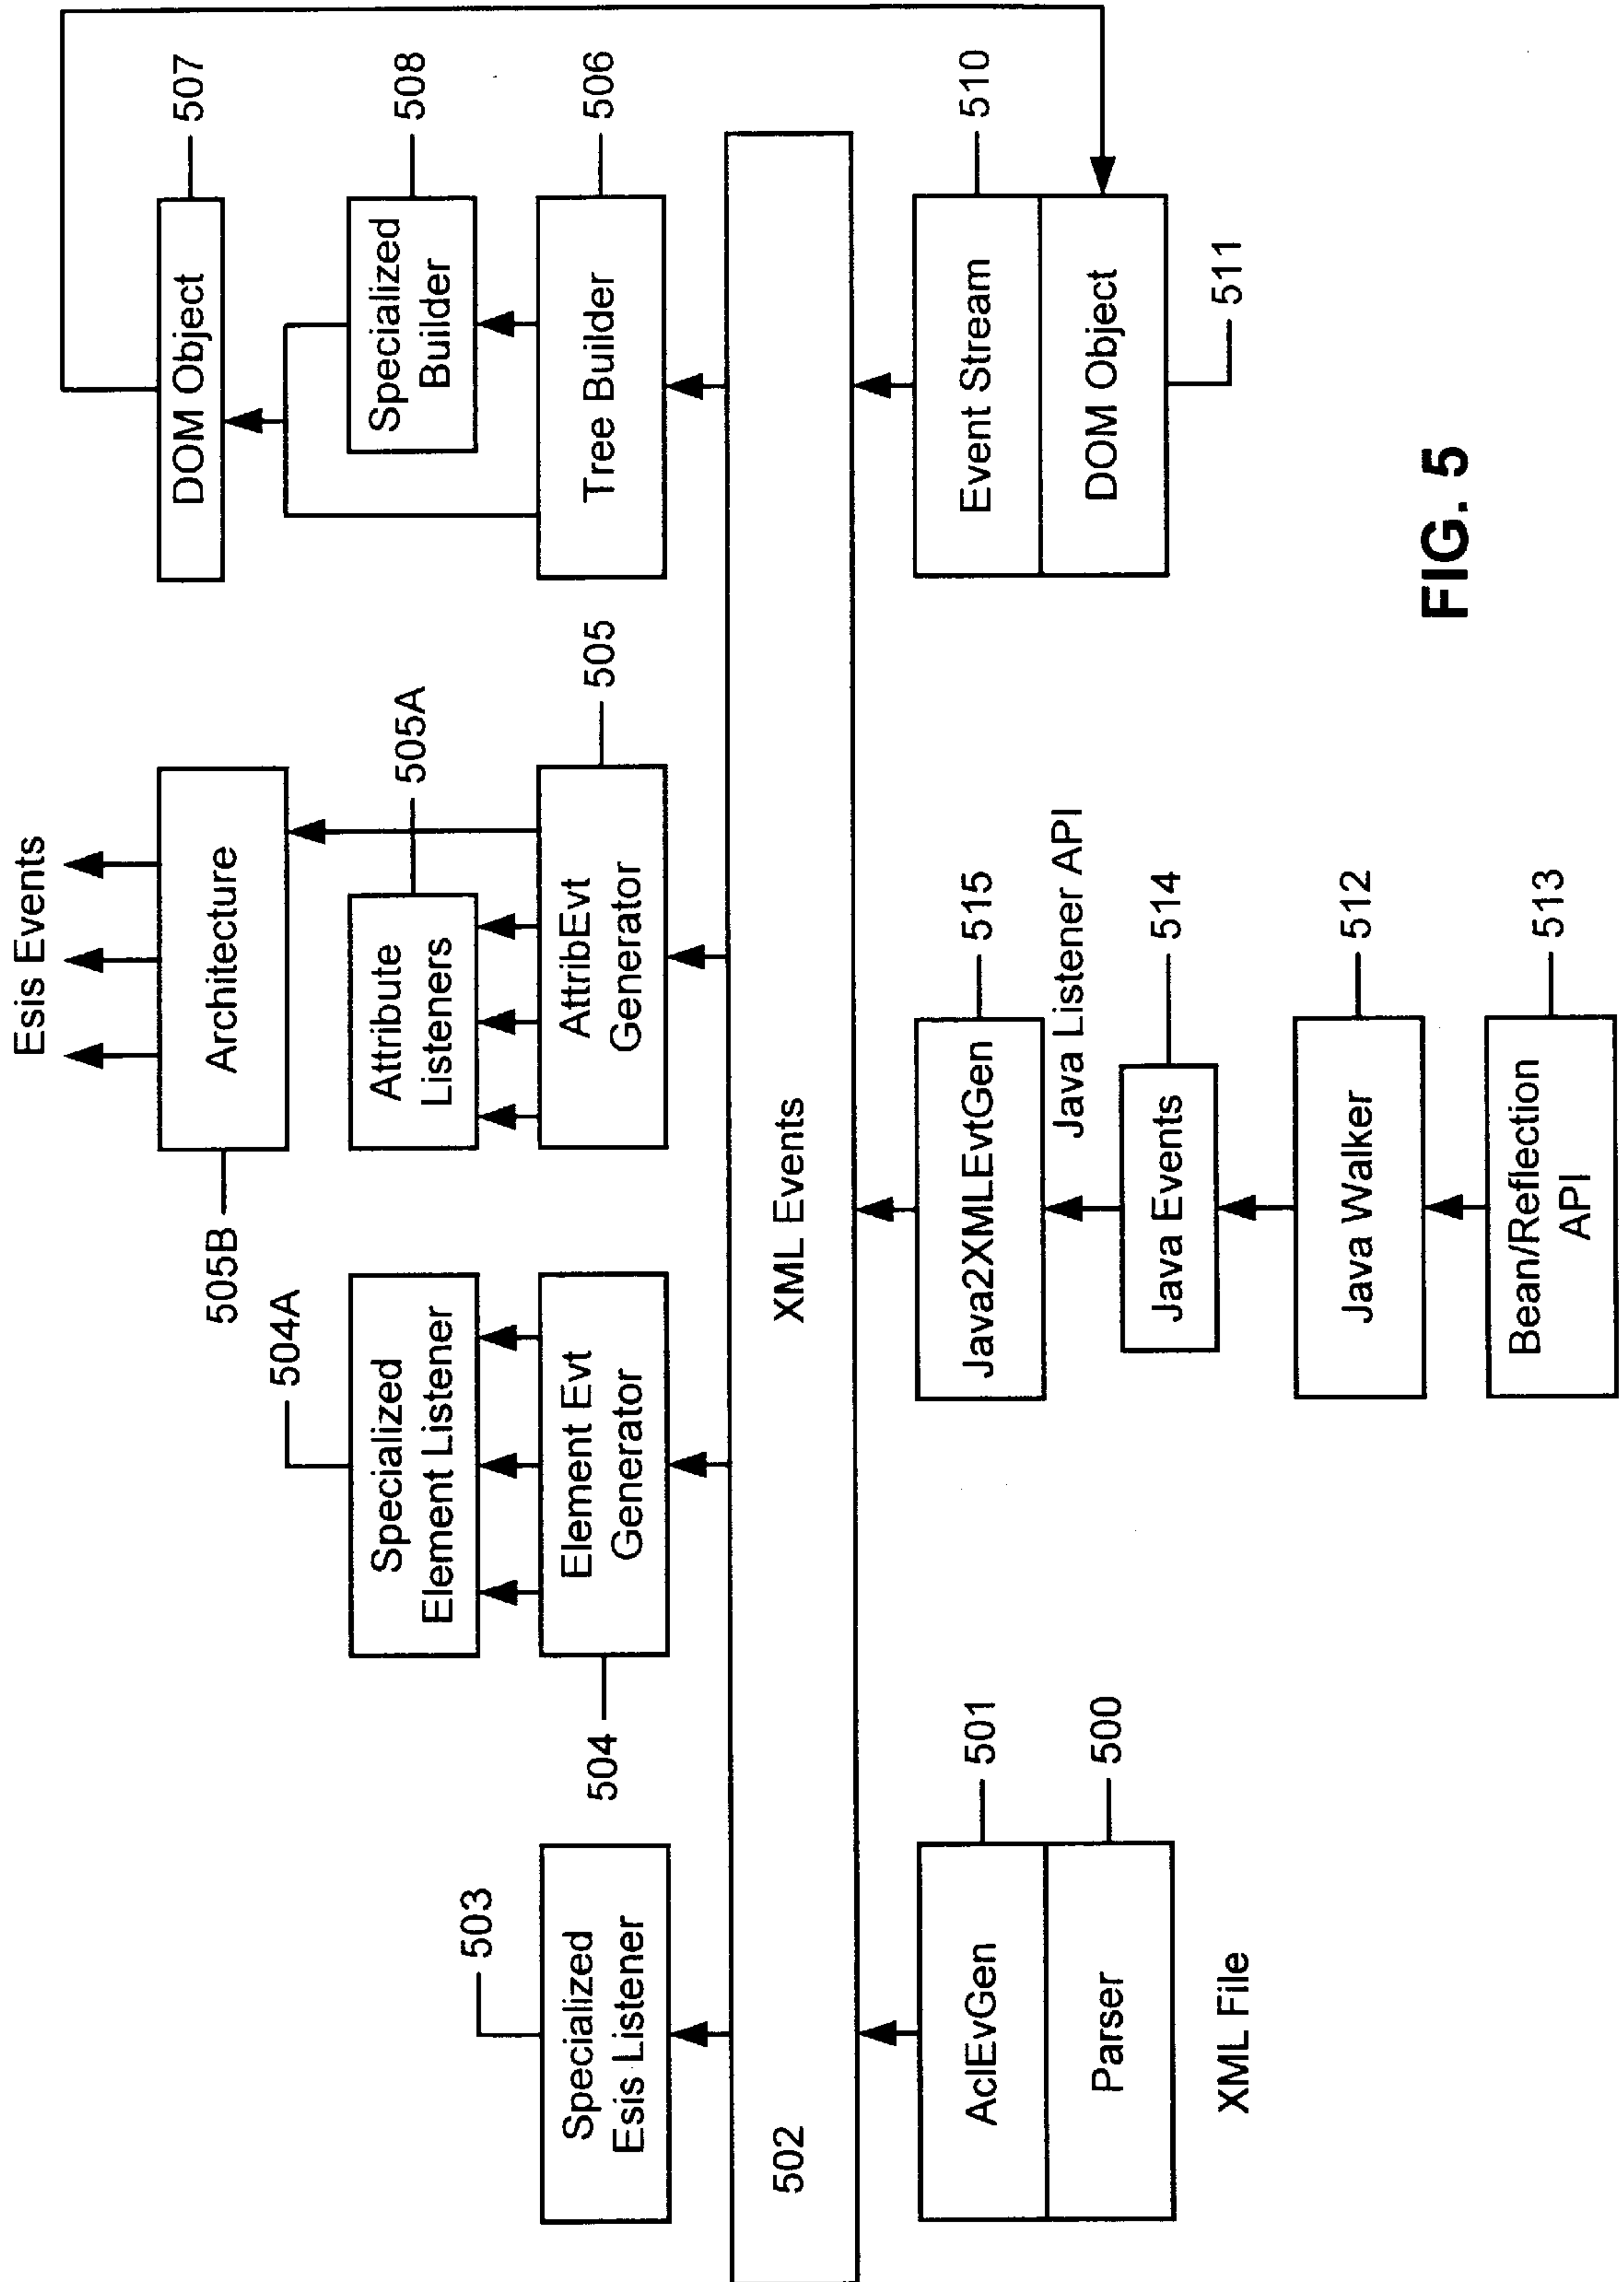 Esis Events
DOM Object
507
Architecture
505B
505A
504A
Specialized
Builder
508
Attribute
Listeners
Specialized
Element Listener
503
Specialized
Esis Listener
504
Element Evt
Generator
AttribEvt
Generator
505
Tree Builder
506
502
XML Events
AclEvGen
501
Parser
500
XML File
Java2XMLEvtGen
515
Java Listener API
Java Events
514
Java Walker
512
Bean/Reflection
API
513
Event Stream
510
DOM Object
511
FIG. 5